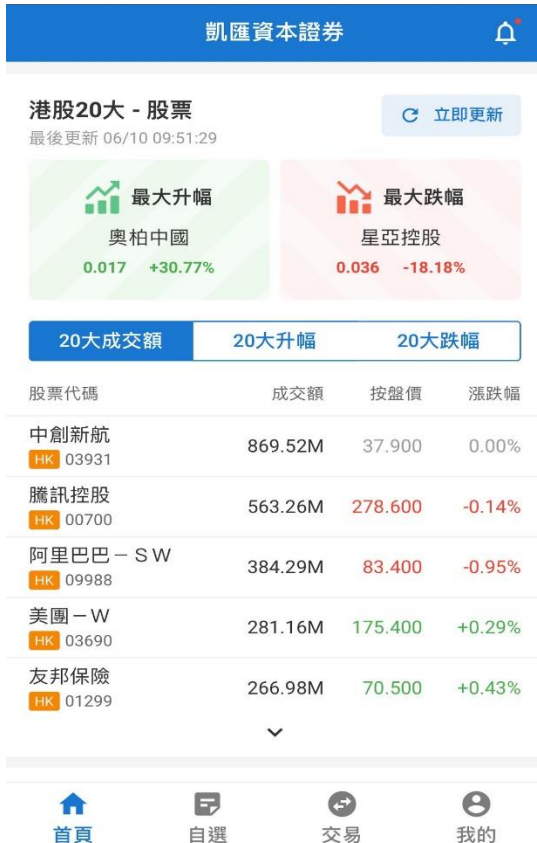 凱匯資本證券
港股20大 - 股票
立即更新
最後更新 06/10 09:51:29
最大升幅
奧柏中國
0.017 +30.77%
最大跌幅
星亞控股
0.036 -18.18%
20大成交額 20大升幅 20大跌幅
股票代碼 成交額 按盤價 漲跌幅
中創新航
HK 03931
869.52M 37.900 0.00%
騰訊控股
HK 00700
563.26M 278.600 -0.14%
阿里巴巴－ＳＷ
HK 09988
384.29M 83.400 -0.95%
美團－Ｗ
HK 03690
281.16M 175.400 +0.29%
友邦保險
HK 01299
266.98M 70.500 +0.43%
首頁 自選 交易 我的